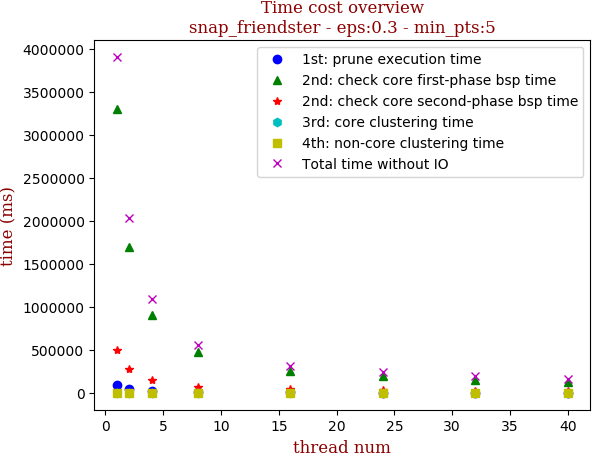 Time cost overview
snap_friendster - eps:0.3 - min_pts:5
1st: prune execution time
2nd: check core first-phase bsp time
2nd: check core second-phase bsp time
3rd: core clustering time
4th: non-core clustering time
Total time without IO
time (ms)
4000000
3500000
3000000
2500000
2000000
1500000
1000000
500000
0
0 5 10 15 20 25 30 35 40
thread num